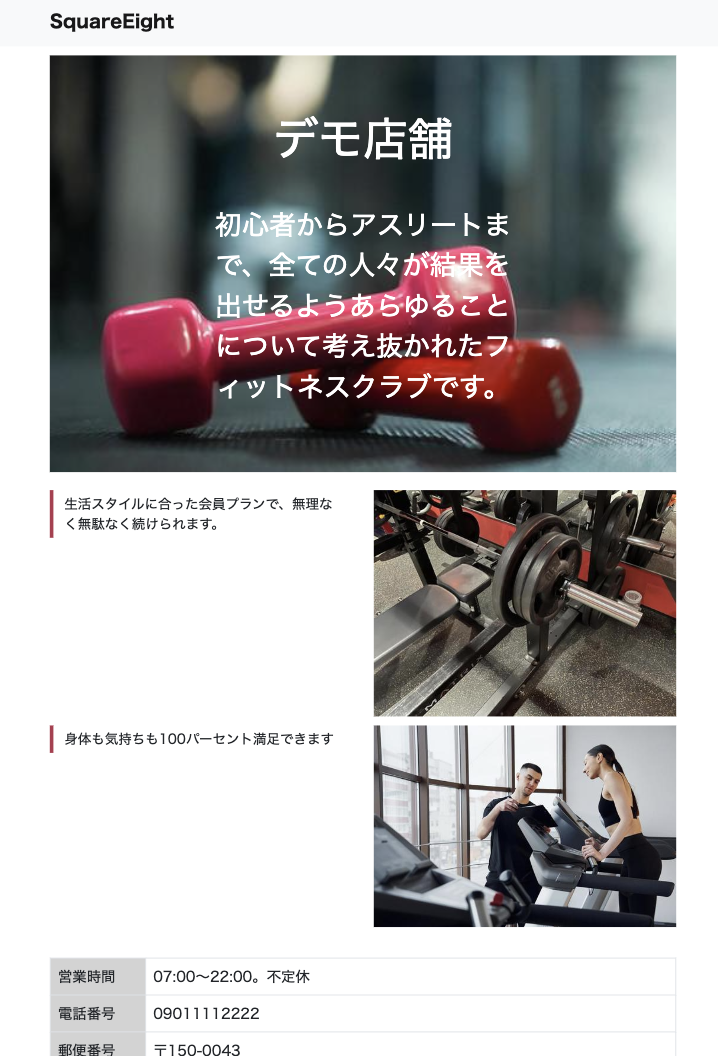 SquareEight
デモ店舗
初心者からアスリートま
で、全ての人々が結果を
出せるようあらゆること
について考え抜かれたフ
ィットネスクラブです。
生活スタイルに合った会員プランで、無理な
く無駄なく続けられます。
身体も気持ちも100パーセント満足できます
営業時間 07:00〜22:00。不定休
電話番号 09011112222
郵便番号 〒150-0043